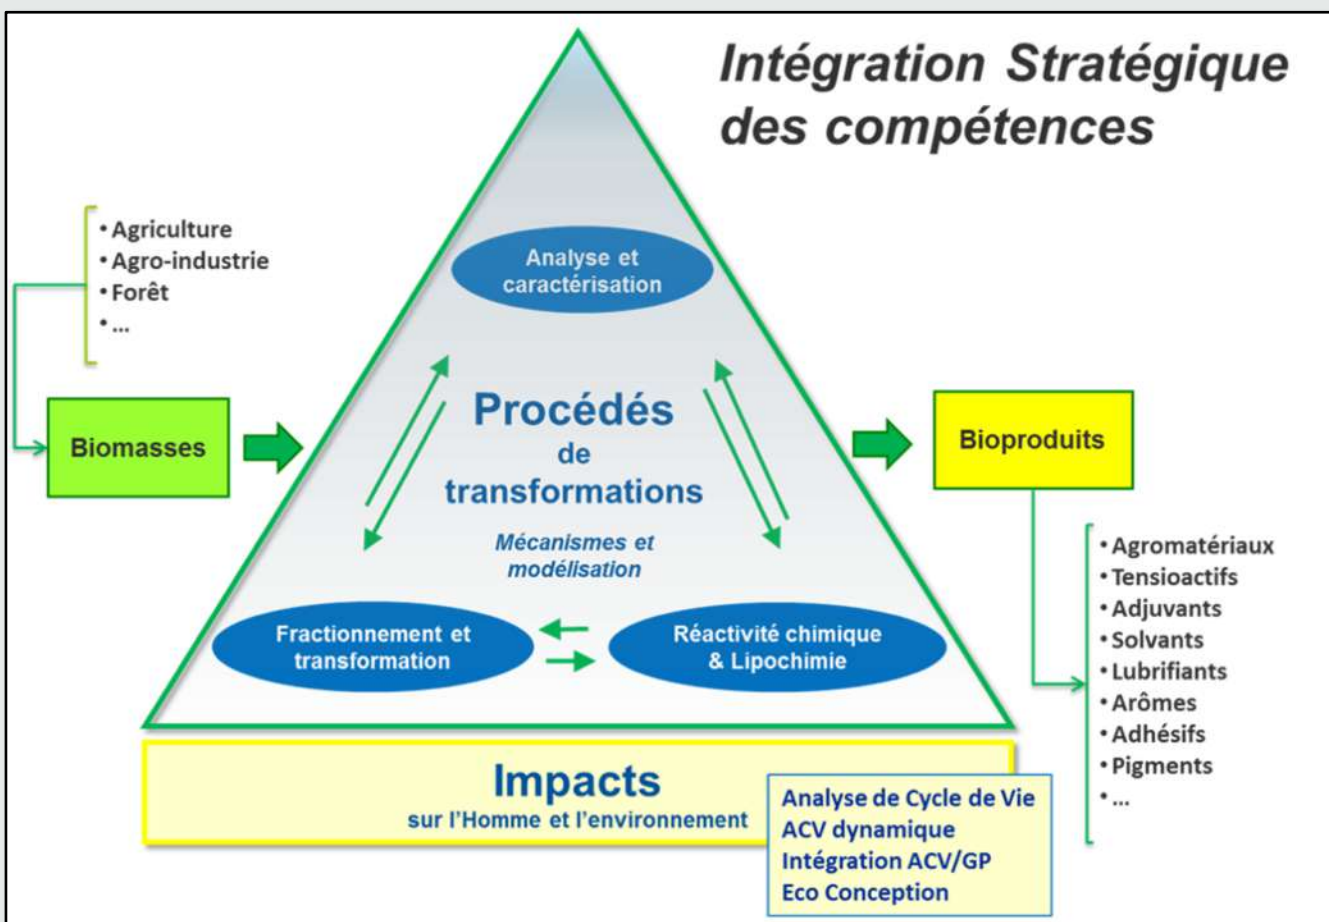 Intégration Stratégique
des compétences
• Agriculture
• Agro-industrie
• Forêt
• ...
Biomasses
Analyse et
caractérisation
Procédés
de
transformations
Mécanismes et
modélisation
Fractionnement et
transformation
Réactivité chimique
& Lipochimie
Bioproduits
• Agromatériaux
• Tensioactifs
• Adjuvants
• Solvants
• Lubrifiants
• Arômes
• Adhésifs
• Pigments
• ...
Impacts
sur l'Homme et l'environnement
Analyse de Cycle de Vie
ACV dynamique
Intégration ACV/GP
Eco Conception